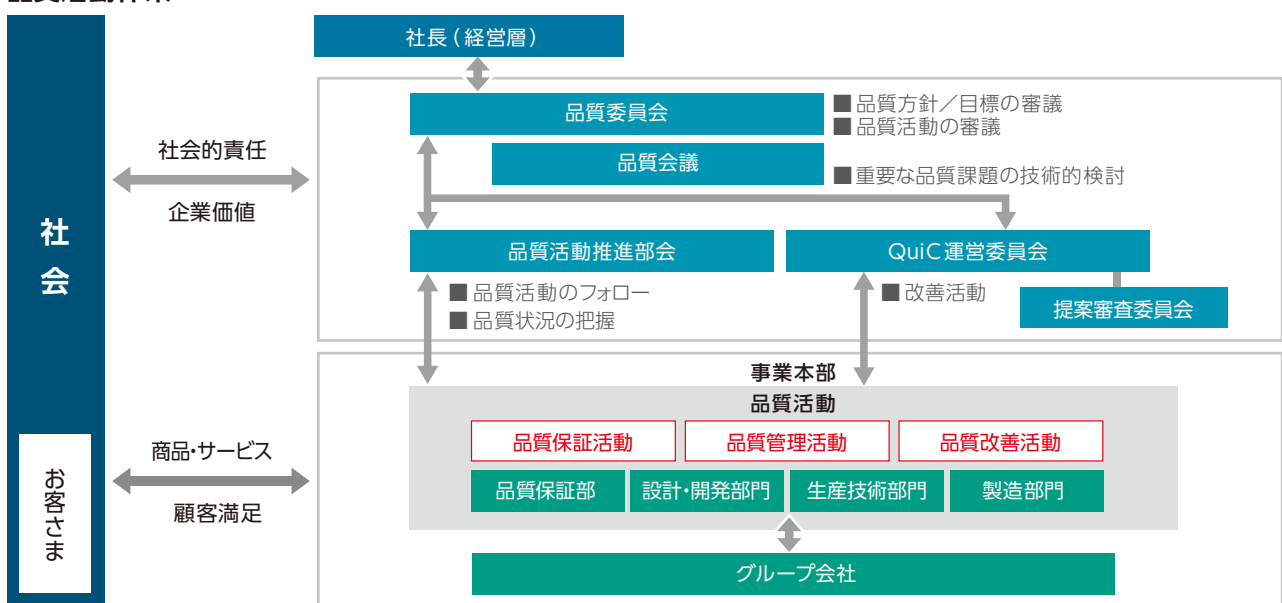 社長（経営層）
品質委員会
■品質方針／目標の審議
■品質活動の審議
品質会議
■重要な品質課題の技術的検討
社会的責任
企業価値
社会
品質活動推進部会
QuiC運営委員会
■品質活動のフォロー
■品質状況の把握
■改善活動
提案審査委員会
事業本部
品質活動
品質保証活動
品質管理活動
品質改善活動
品質保証部
設計・開発部門
生産技術部門
製造部門
商品・サービス
顧客満足
お客さま
グループ会社